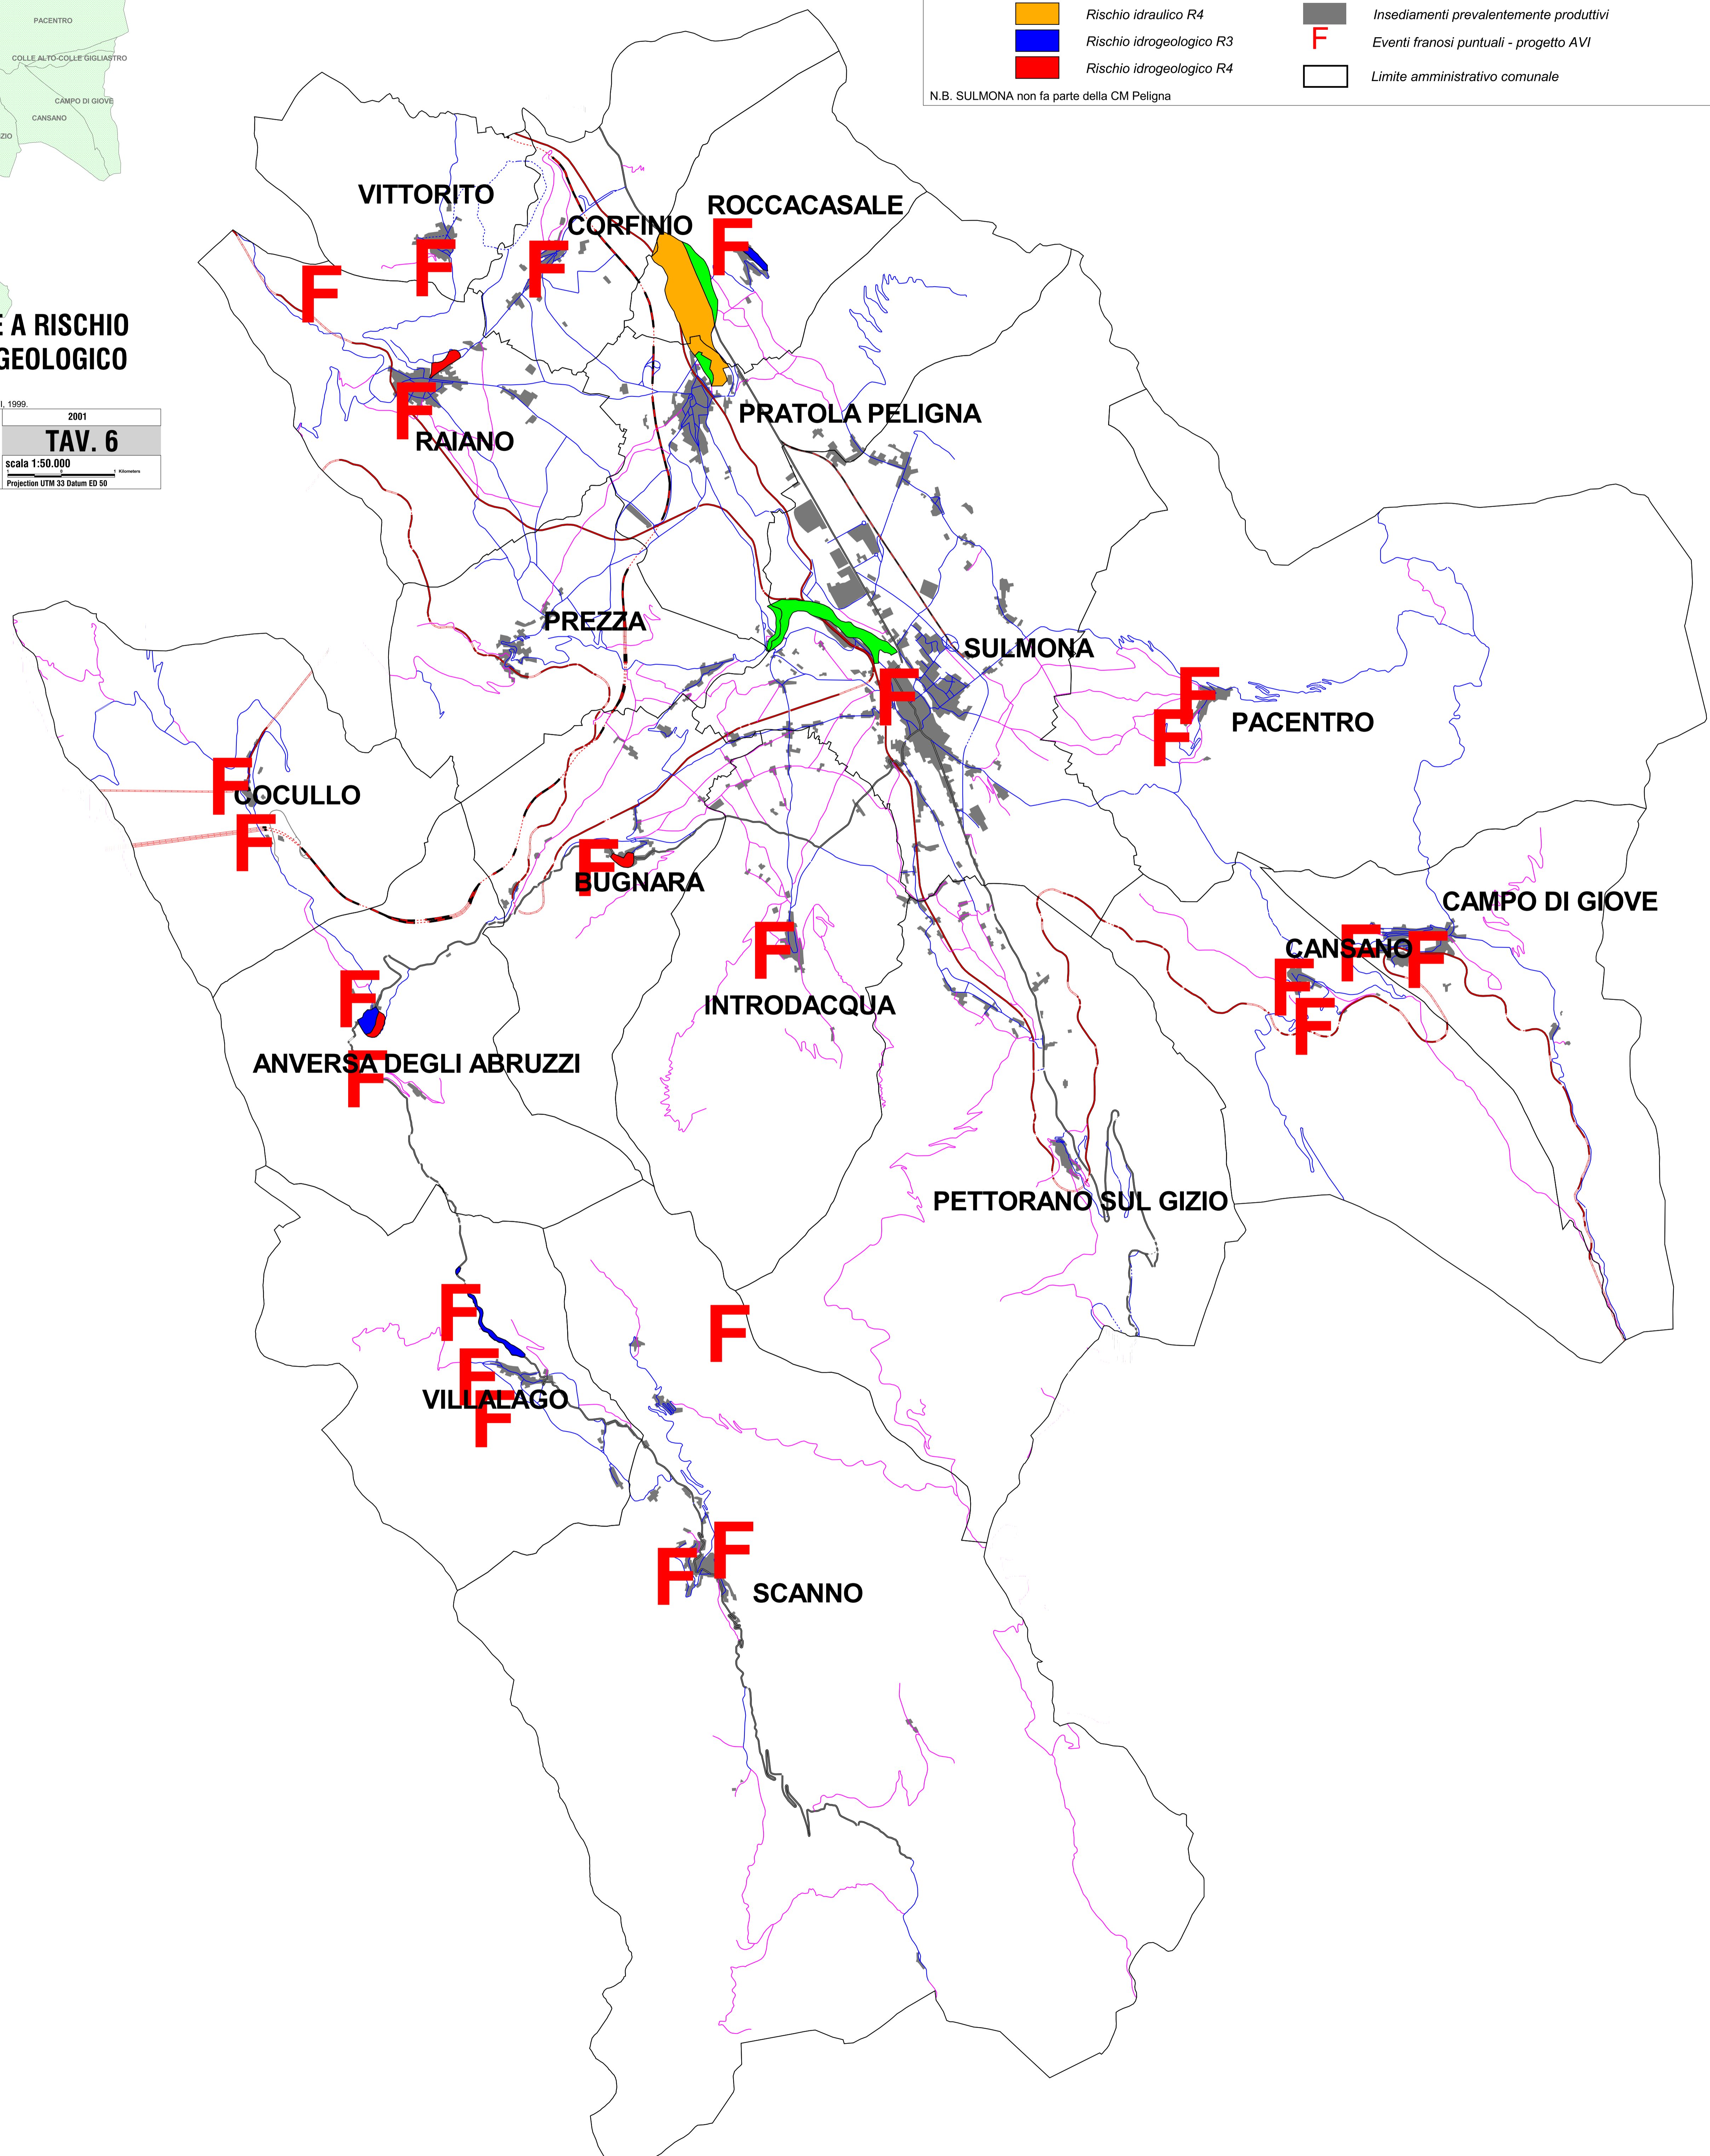 PACENTRO
COLLE ALTO-COLLE GIGLIASTRO
CAMPO DI GIOVE
CANSANO
ZIO
E A RISCHIO
GEOLOGICO
I, 1999.
2001
TAV. 6
scala 1:50.000
1 0 1 Kilometers
Projection UTM 33 Datum ED 50
Rischio idraulico R4
Rischio idrogeologico R3
Rischio idrogeologico R4
Insediamenti prevalentemente produttivi
F Eventi franosi puntuali - progetto AVI
Limite amministrativo comunale
N.B. SULMONA non fa parte della CM Peligna
VITTORITO
F
CORFINIO
F
ROCCACASALE
F
F
F
RAIANO
PRATOLA PELIGNA
PREZZA
SULMONA
F
F
F
PACENTRO
F
COCULLO
F
F
BUGNARA
CAMPO DI GIOVE
CANSANO
F
F
F
F
F
INTRODACQUA
F
ANVERSA DEGLI ABRUZZI
F
PETTORANO SUL GIZIO
F
F
F
VILLALAGO
F
F
F
SCANNO